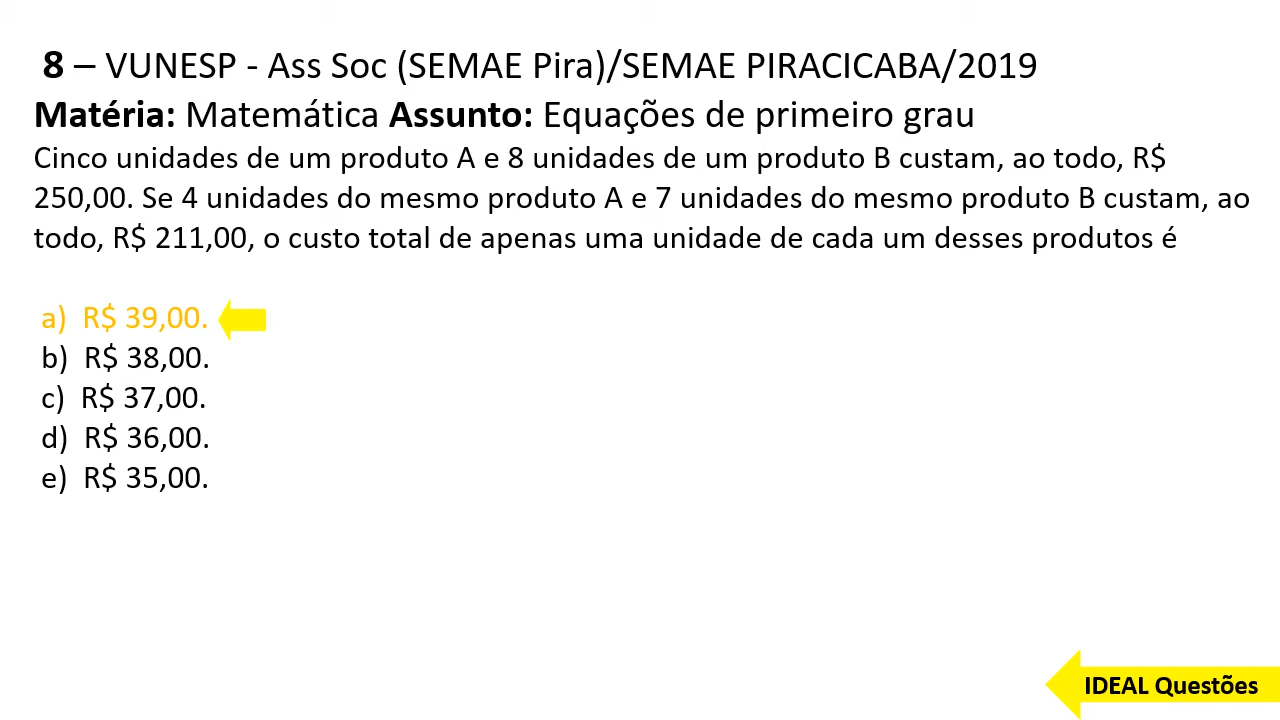 8 – VUNESP - Ass Soc (SEMAE Pira)/SEMAE PIRACICABA/2019
Matéria: Matemática Assunto: Equações de primeiro grau
Cinco unidades de um produto A e 8 unidades de um produto B custam, ao todo, R$
250,00. Se 4 unidades do mesmo produto A e 7 unidades do mesmo produto B custam, ao
todo, R$ 211,00, o custo total de apenas uma unidade de cada um desses produtos é
a) R$ 39,00.
b) R$ 38,00.
c) R$ 37,00.
d) R$ 36,00.
e) R$ 35,00.
IDEAL Questões